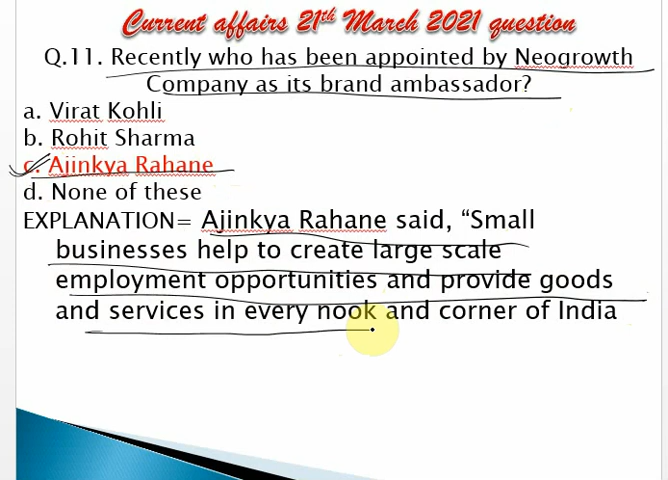 Current affairs 21st March 2021 question
Q.11. Recently who has been appointed by Neogrowth
Company as its brand ambassador?
a. Virat Kohli
b. Rohit Sharma
c. Ajinkya Rahane
d. None of these
EXPLANATION= Ajinkya Rahane said, “Small
businesses help to create large scale
employment opportunities and provide goods
and services in every nook and corner of India